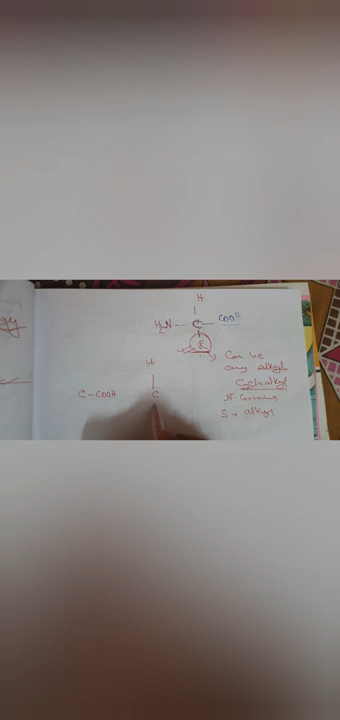 H
H₂N — C — COOH
R
Can be
any alkyl
H
Cycloalkyl
C – COOH
C
N-Containing
S, alkyl